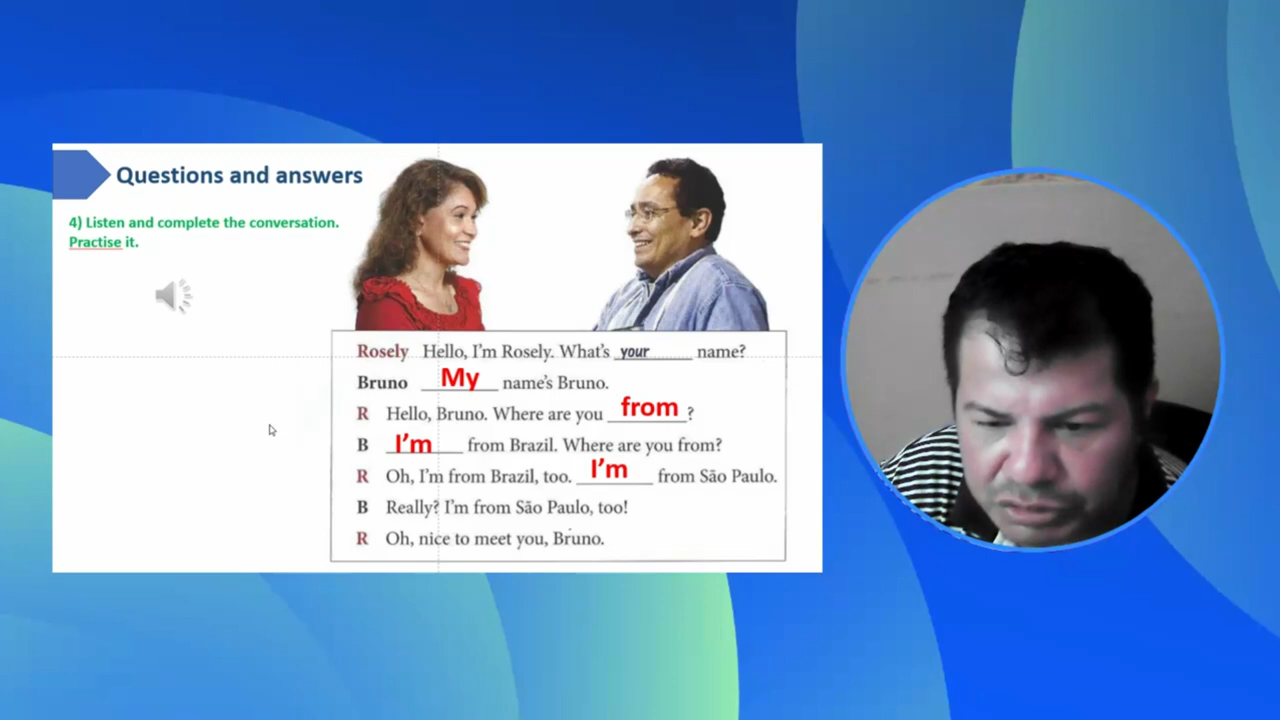 Questions and answers
4) Listen and complete the conversation.
Practise it.
Rosely Hello, I'm Rosely. What's your name?
Bruno My name's Bruno.
R Hello, Bruno. Where are you from ?
B I'm from Brazil. Where are you from?
R Oh, I'm from Brazil, too. I'm from São Paulo.
B Really? I'm from São Paulo, too!
R Oh, nice to meet you, Bruno.